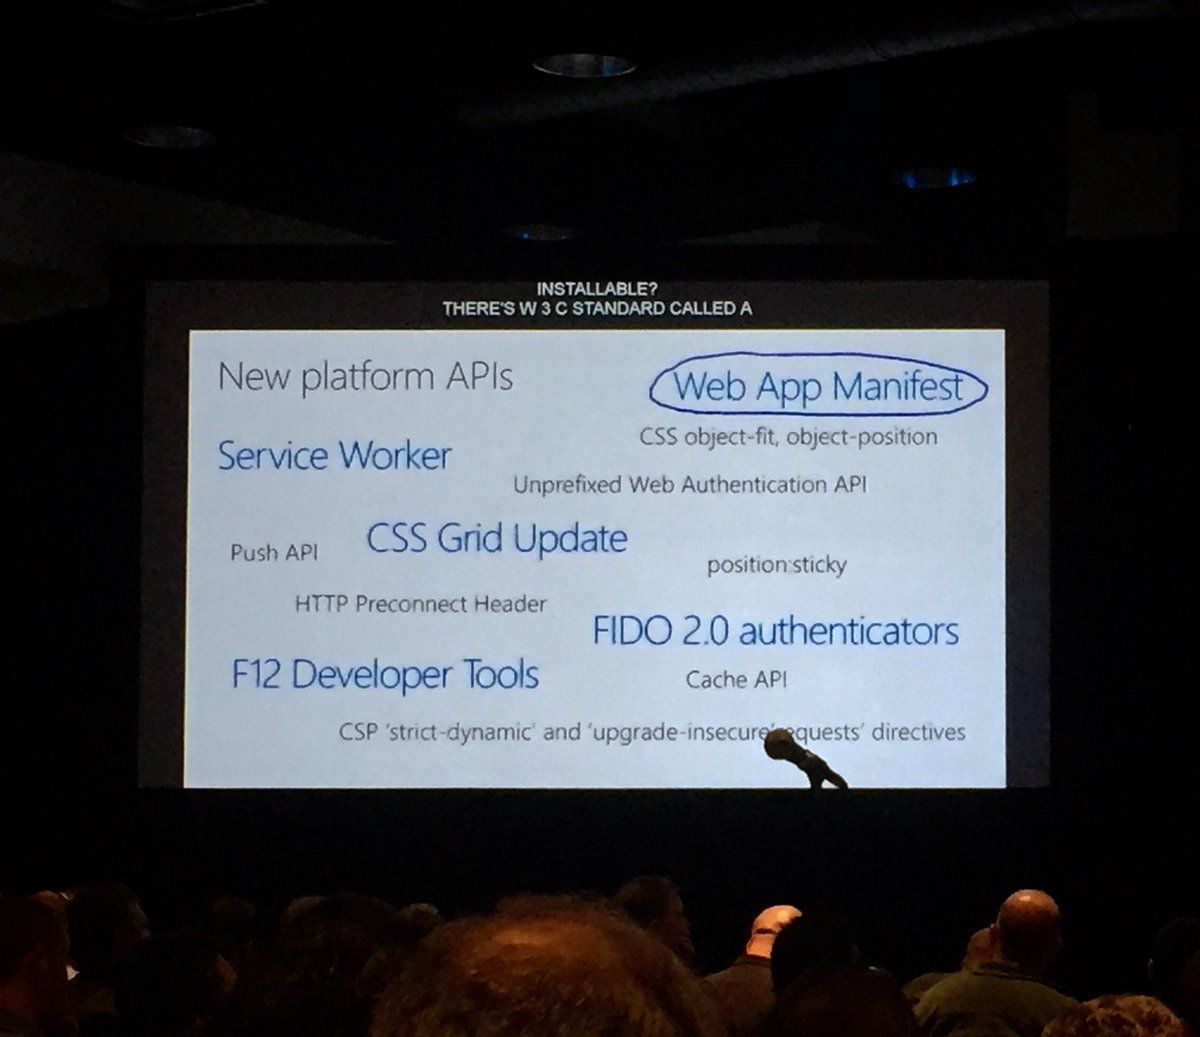 INSTALLABLE?
THERE'S W 3 C STANDARD CALLED A
New platform APIs
Web App Manifest
CSS object-fit, object-position
Service Worker
Unprefixed Web Authentication API
CSS Grid Update
Push API
position:sticky
HTTP Preconnect Header
FIDO 2.0 authenticators
F12 Developer Tools
Cache API
CSP 'strict-dynamic' and 'upgrade-insecure directives